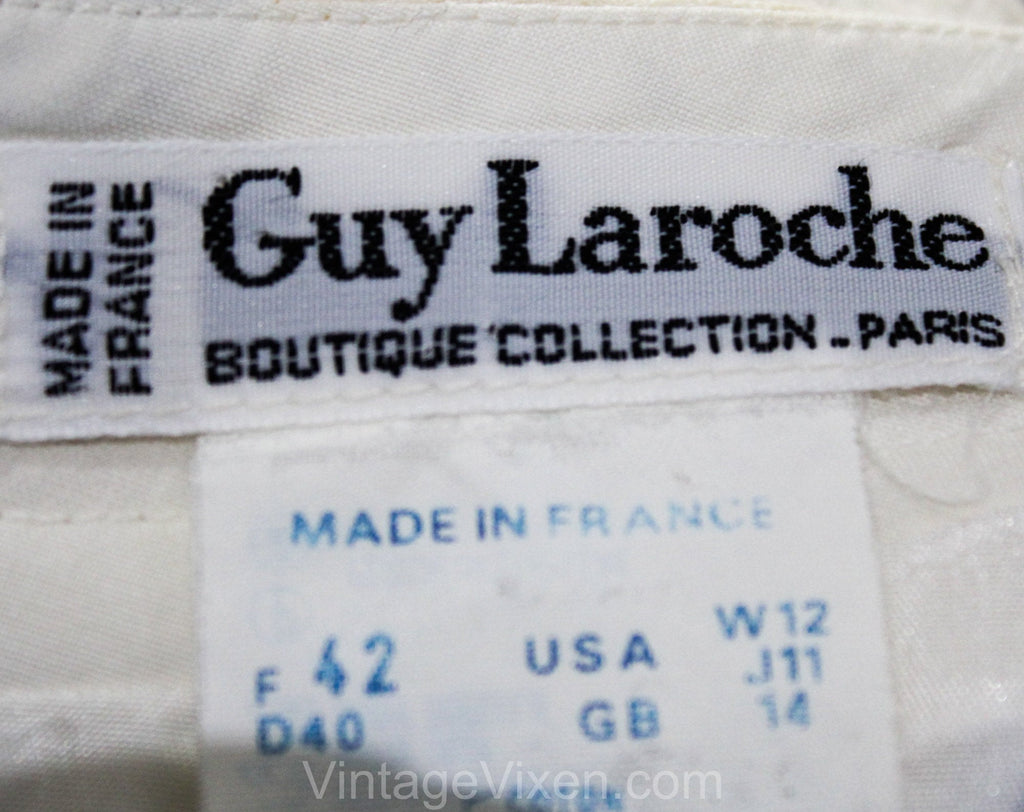 MADE IN
FRANCE
Guy Laroche
BOUTIQUE COLLECTION - PARIS
MADE IN FRANCE
F 42 USA W 12
J11
D40 GB 14
VintageVixen.com